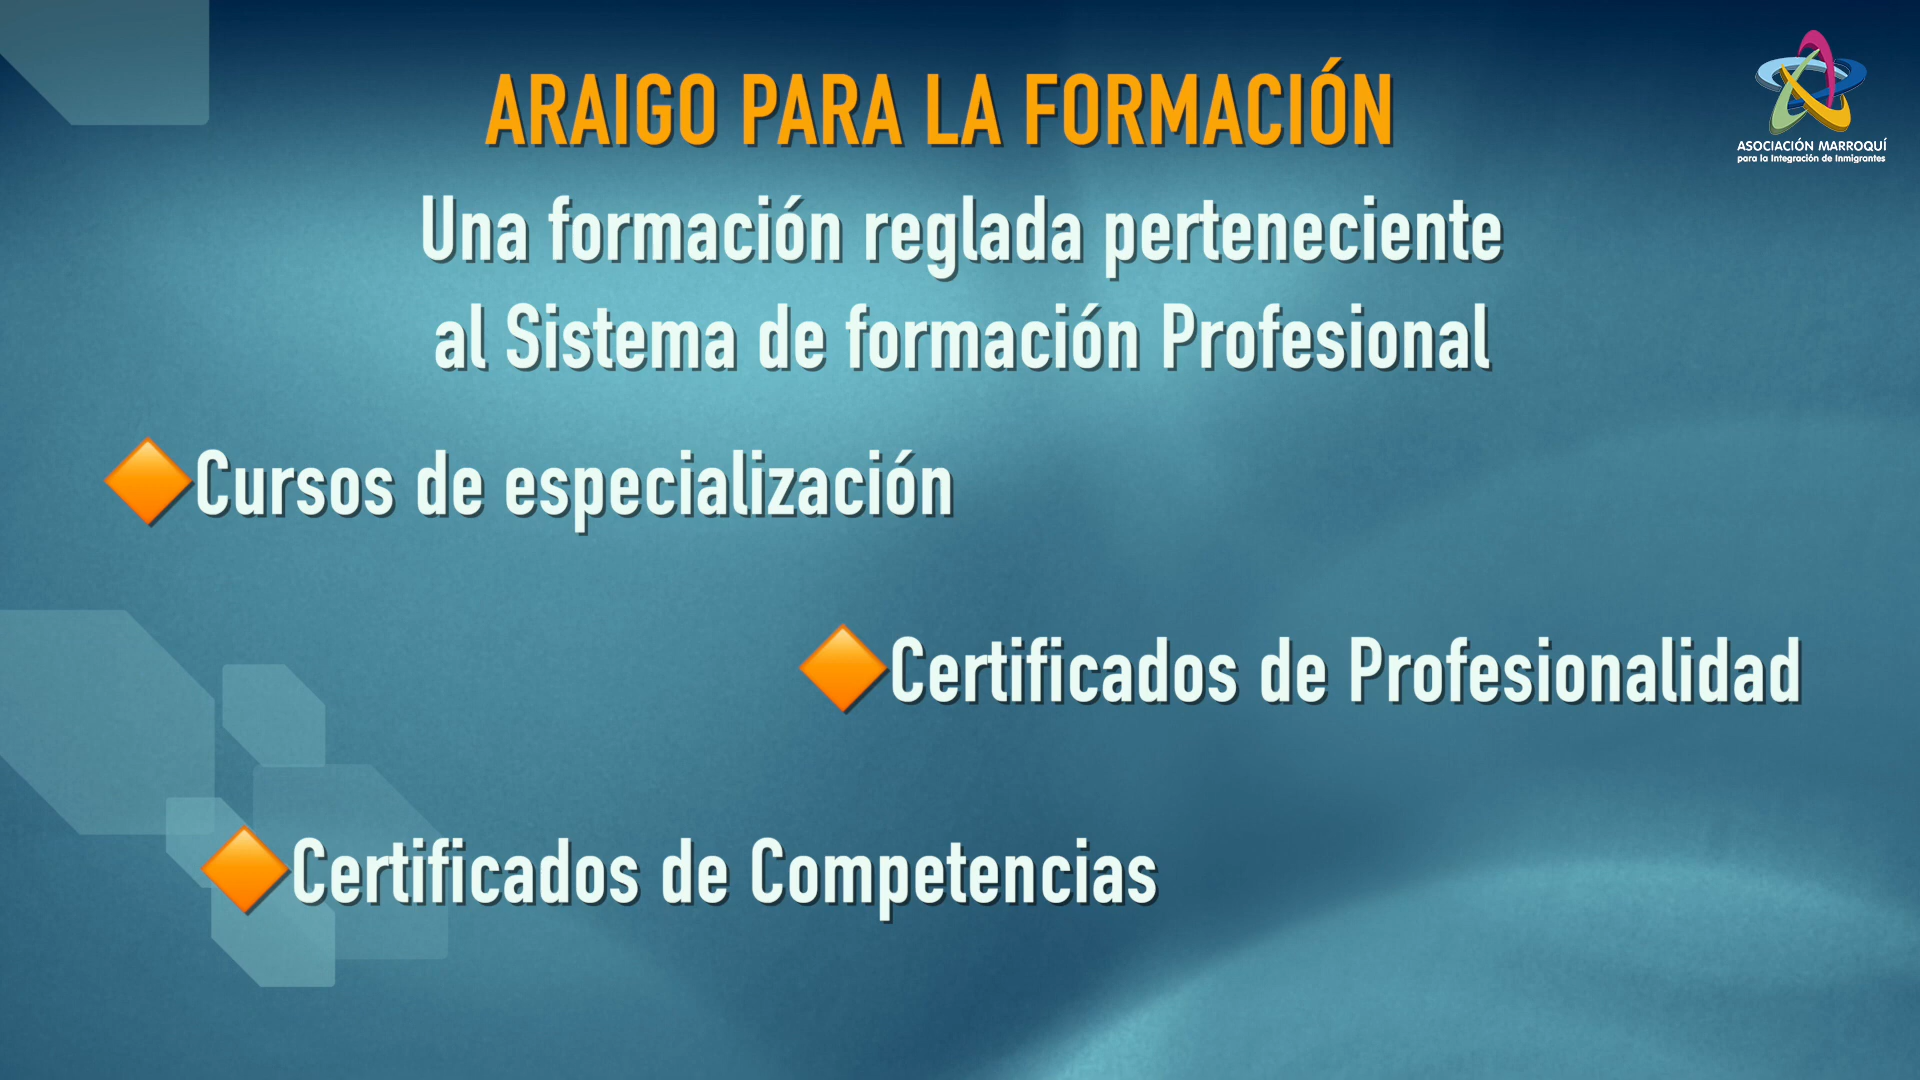 ARAIGO PARA LA FORMACIÓN
ASOCIACIÓN MARROQUÍ
para la Integración de Inmigrantes
Una formación reglada perteneciente
al Sistema de formación Profesional
Cursos de especialización
Certificados de Profesionalidad
Certificados de Competencias